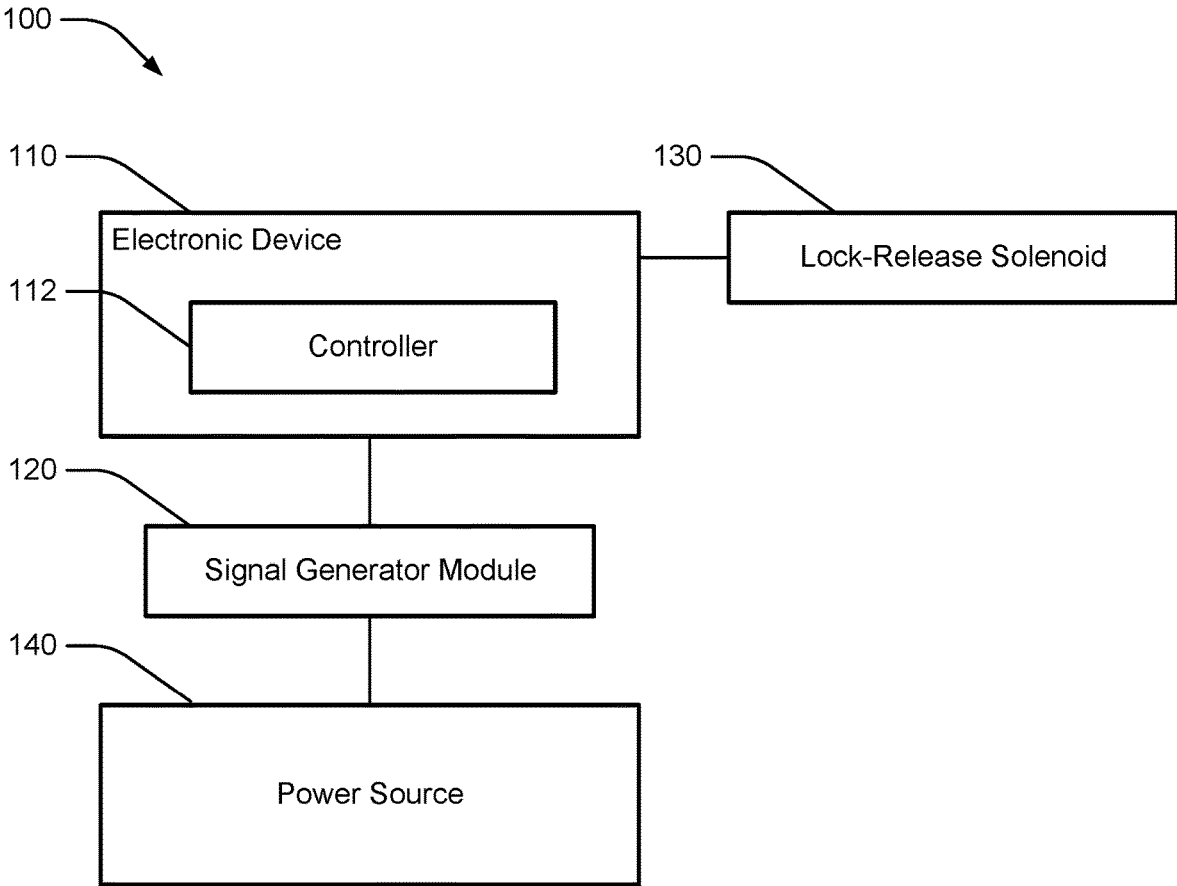 100
110
130
Electronic Device
Lock-Release Solenoid
112
Controller
120
Signal Generator Module
140
Power Source